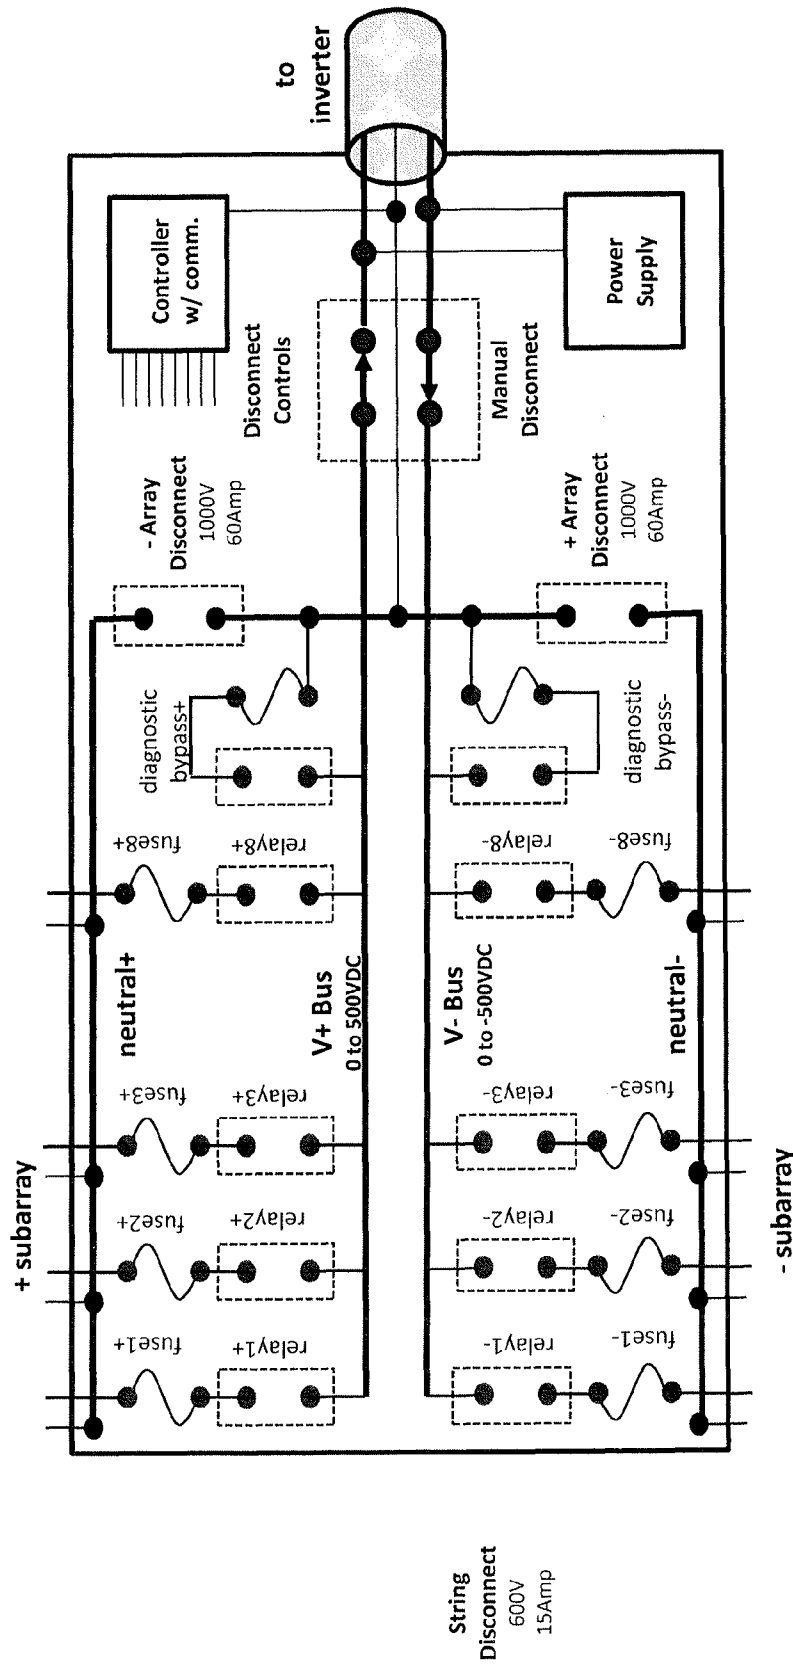 to
inverter
Controller
w/ comm.
Disconnect
Controls
Power
Supply
Manual
Disconnect
- Array
Disconnect
1000V
60Amp
+ Array
Disconnect
1000V
60Amp
diagnostic
bypass+
diagnostic
bypass-
fuse8+
relay8+
relay8-
fuse8-
neutral+
V+ Bus
0 to 500VDC
V- Bus
0 to -500VDC
neutral-
fuse3+
relay3+
relay3-
fuse3-
+ subarray
fuse2+
relay2+
relay2-
fuse2-
- subarray
fuse1+
relay1+
relay1-
fuse1-
String
Disconnect
600V
15Amp